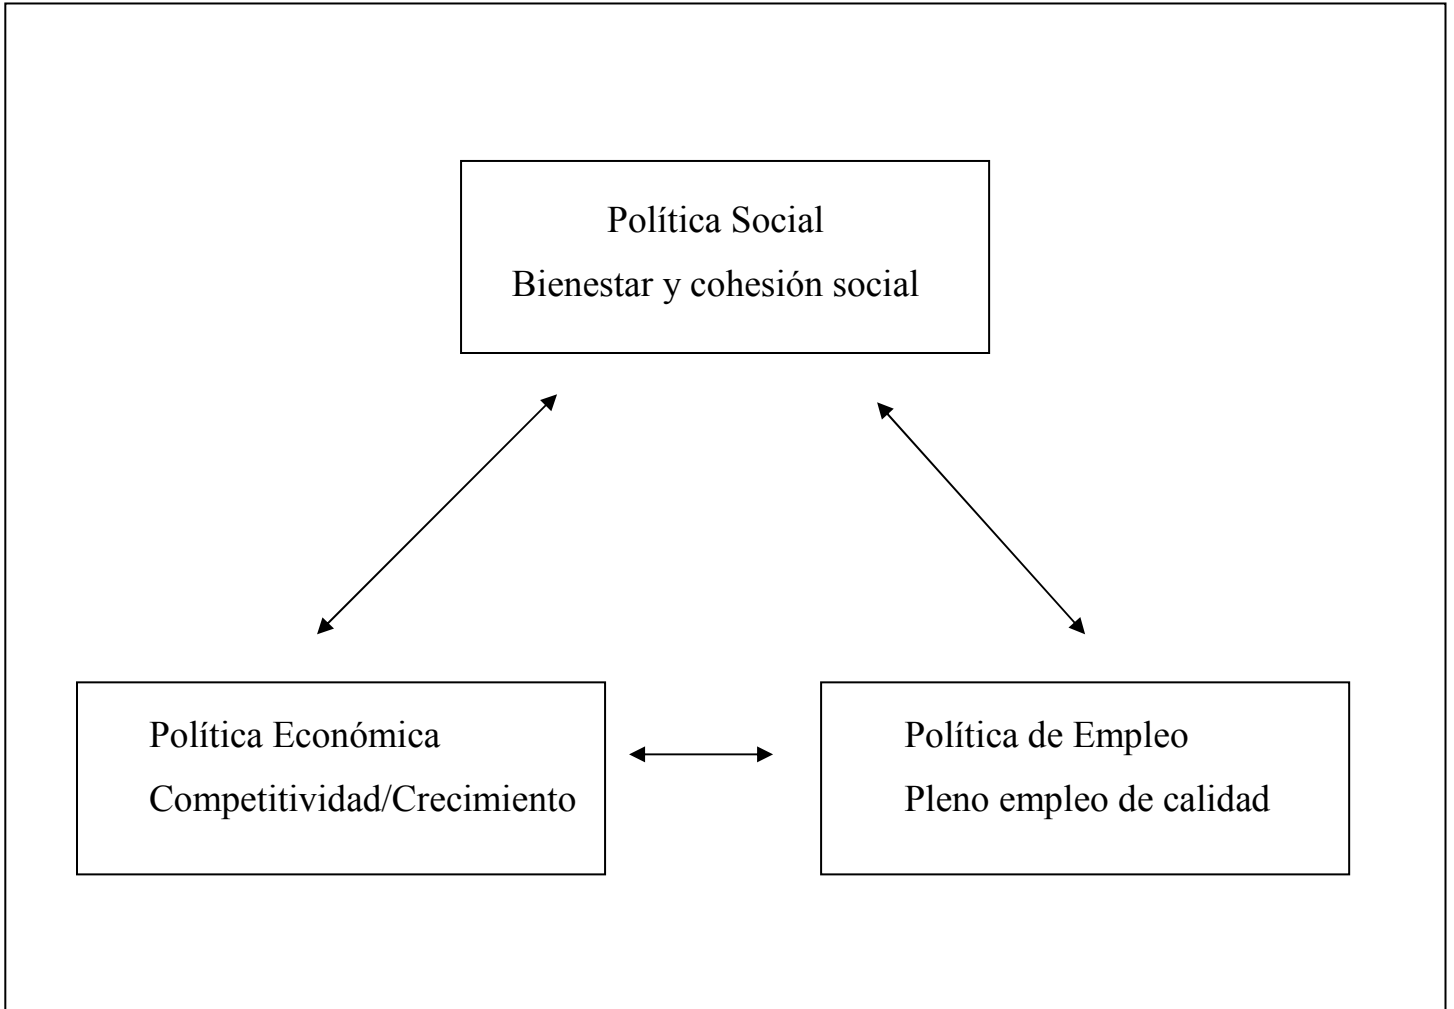 Política Social
Bienestar y cohesión social
Política Económica
Competitividad/Crecimiento
Política de Empleo
Pleno empleo de calidad